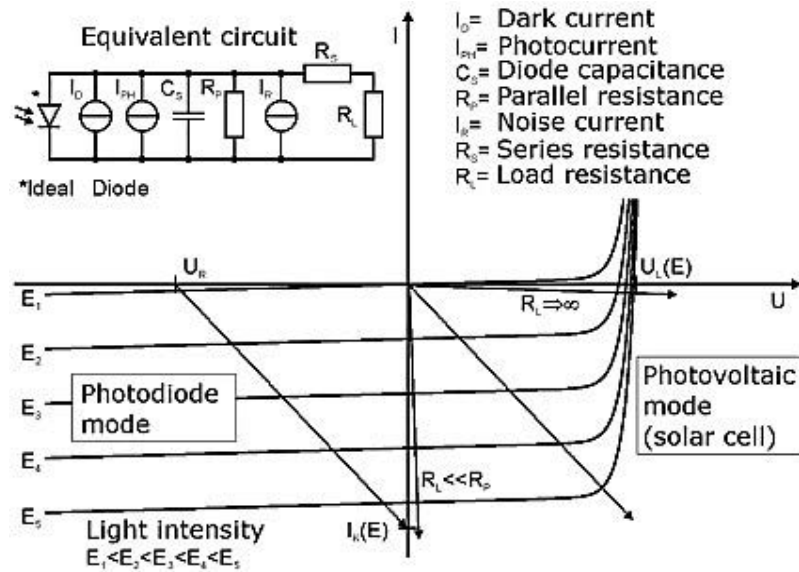 Equivalent circuit
I_D
I_PH
C_S
R_P
I_R
R_S
R_L
*
*Ideal Diode
I
I_D= Dark current
I_PH= Photocurrent
C_S= Diode capacitance
R_P= Parallel resistance
I_R= Noise current
R_S= Series resistance
R_L= Load resistance
U_R
U_L(E)
U
R_L⇒∞
E_1
E_2
E_3
E_4
E_5
Photodiode
mode
Photovoltaic
mode
(solar cell)
R_L<<R_P
I_K(E)
Light intensity
E_1<E_2<E_3<E_4<E_5